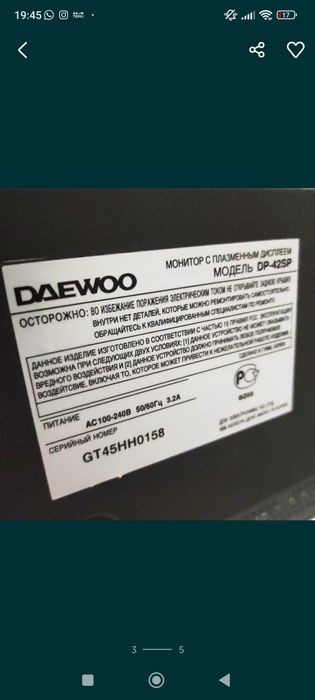 19:45
17
DAEWOO
МОНИТОР С ПЛАЗМЕННЫМ ДИСПЛЕЕМ
МОДЕЛЬ DP-42SP
ОСТОРОЖНО: ВО ИЗБЕЖАНИЕ ПОРАЖЕНИЯ ЭЛЕКТРИЧЕСКИМ ТОКОМ НЕ ОТКРЫВАЙТЕ ЗАДНЮЮ КРЫШКУ
ВНУТРИ НЕТ ДЕТАЛЕЙ, КОТОРЫЕ МОЖНО РЕМОНТИРОВАТЬ САМОСТОЯТЕЛЬНО.
ОБРАЩАЙТЕСЬ К КВАЛИФИЦИРОВАННЫМ СПЕЦИАЛИСТАМ ПО РЕМОНТУ.
ДАННОЕ ИЗДЕЛИЕ ИЗГОТОВЛЕНО В СООТВЕТСТВИИ С ЧАСТЬЮ 15 ПРАВИЛ FCC. ЭКСПЛУАТАЦИЯ
ВОЗМОЖНА ПРИ СЛЕДУЮЩИХ ДВУХ УСЛОВИЯХ: [1] ДАННОЕ УСТРОЙСТВО НЕ МОЖЕТ ОКАЗЫВАТЬ
ВРЕДНОГО ВОЗДЕЙСТВИЯ И [2] ДАННОЕ УСТРОЙСТВО ДОЛЖНО ПРИНИМАТЬ ЛЮБОЕ
ВОЗДЕЙСТВИЕ, ВКЛЮЧАЯ ТО, КОТОРОЕ МОЖЕТ ПРИВЕСТИ К НЕЖЕЛАТЕЛЬНОМУ
ПИТАНИЕ AC100-240В 50/60Гц 3.2A
СЕРИЙНЫЙ НОМЕР
GT45HH0158
3
5